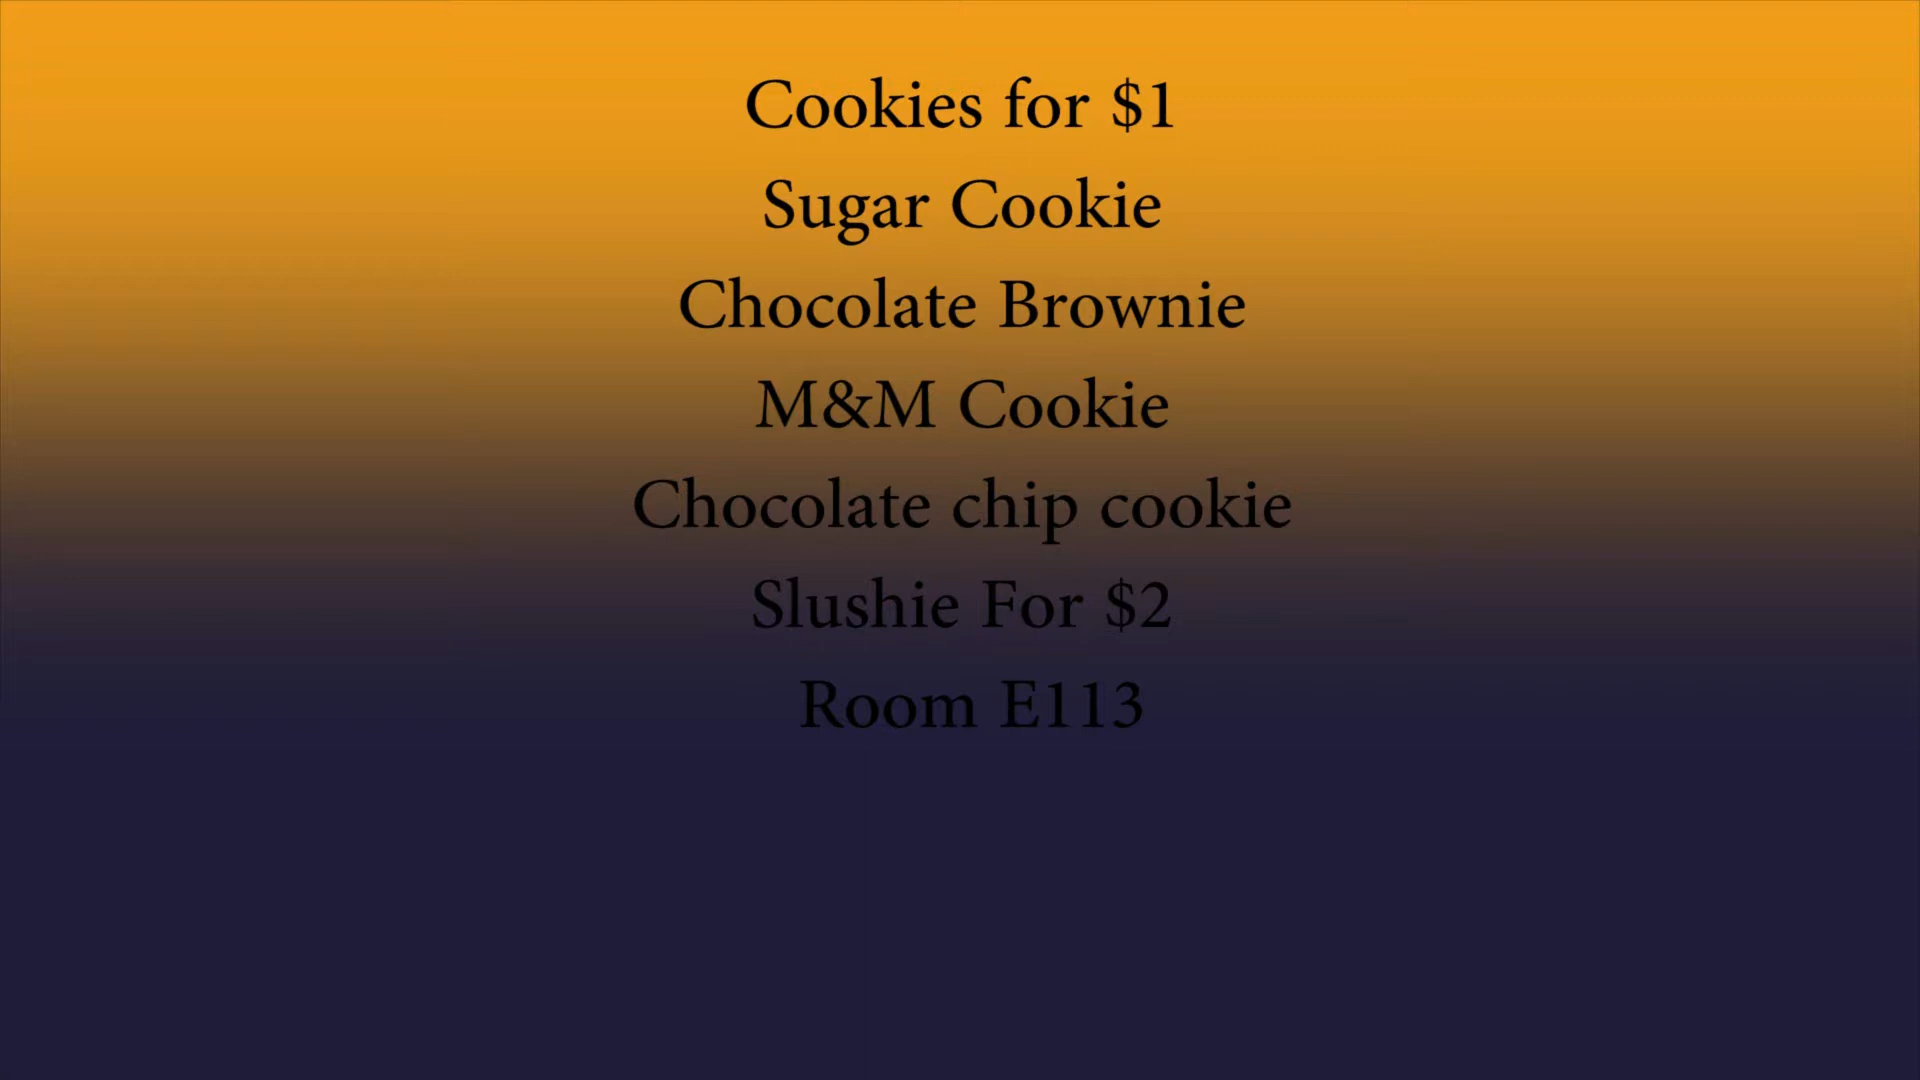 Cookies for $1
Sugar Cookie
Chocolate Brownie
M&M Cookie
Chocolate chip cookie
Slushie For $2
Room E113